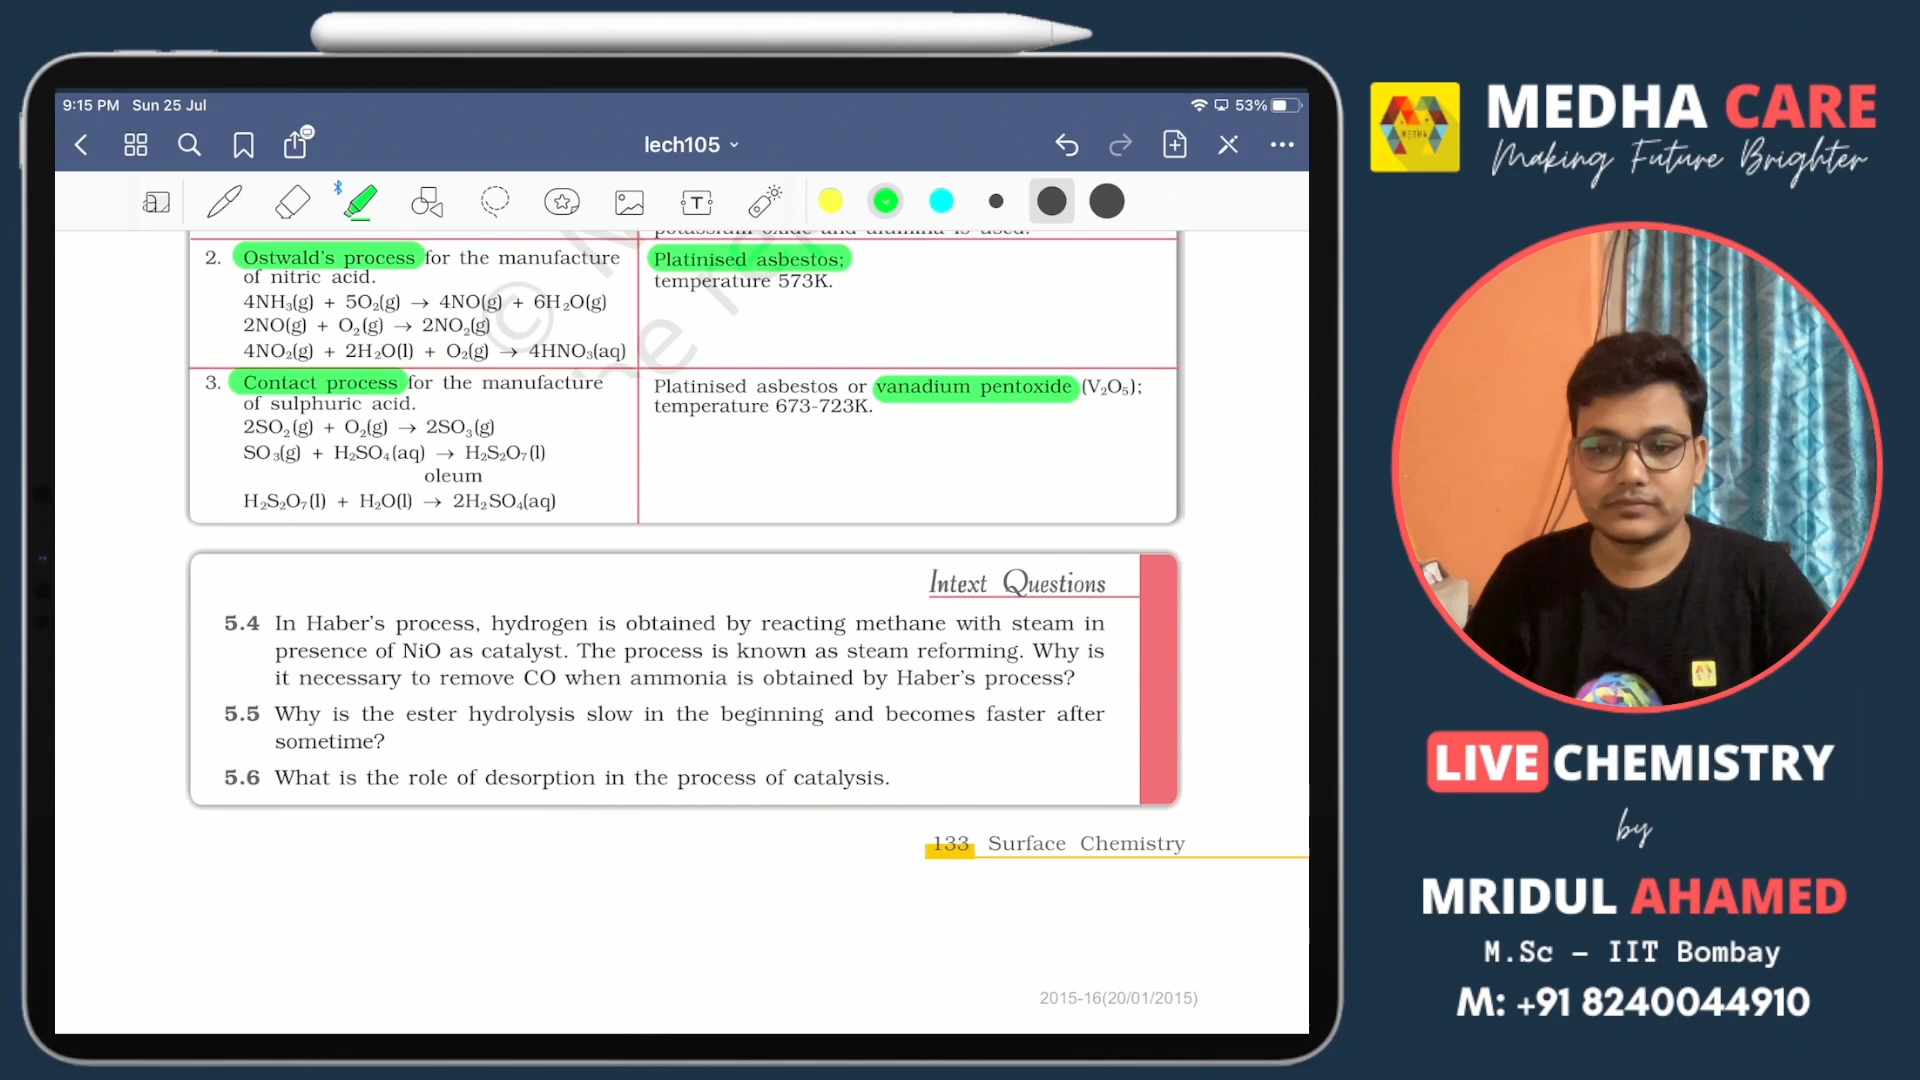 9:15 PM Sun 25 Jul
53%
lech105
MEDHA CARE
MEDHA
Making Future Brighter
2. Ostwald's process for the manufacture
of nitric acid.
4NH₃(g) + 5O₂(g) → 4NO(g) + 6H₂O(g)
2NO(g) + O₂(g) → 2NO₂(g)
4NO₂(g) + 2H₂O(l) + O₂(g) → 4HNO₃(aq)
potassium oxide and alumina is used.
Platinised asbestos;
temperature 573K.
3. Contact process for the manufacture
of sulphuric acid.
2SO₂(g) + O₂(g) → 2SO₃(g)
SO₃(g) + H₂SO₄(aq) → H₂S₂O₇(l)
oleum
H₂S₂O₇(l) + H₂O(l) → 2H₂SO₄(aq)
Platinised asbestos or vanadium pentoxide (V₂O₅);
temperature 673-723K.
Intext Questions
5.4 In Haber's process, hydrogen is obtained by reacting methane with steam in
presence of NiO as catalyst. The process is known as steam reforming. Why is
it necessary to remove CO when ammonia is obtained by Haber's process?
5.5 Why is the ester hydrolysis slow in the beginning and becomes faster after
sometime?
5.6 What is the role of desorption in the process of catalysis.
133 Surface Chemistry
2015-16(20/01/2015)
LIVE CHEMISTRY
by
MRIDUL AHAMED
M.Sc – IIT Bombay
M: +91 8240044910